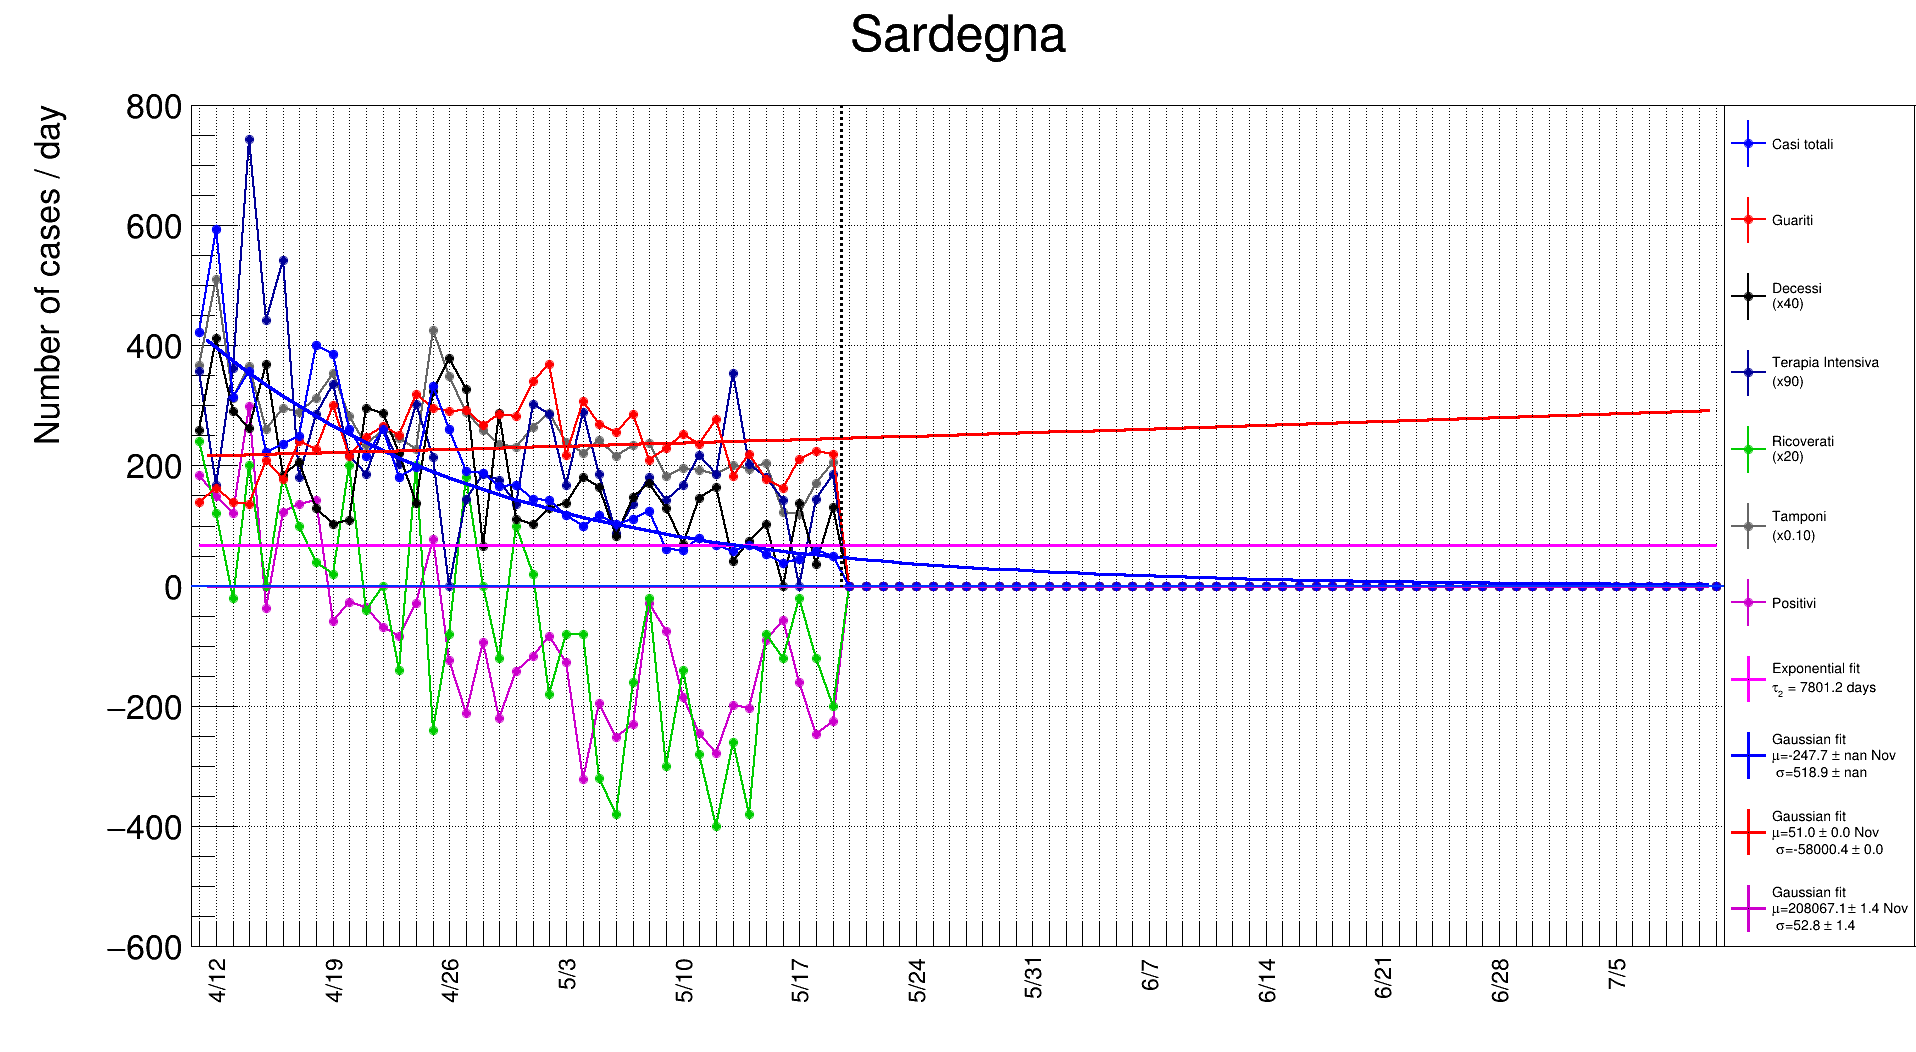 Sardegna
Number of cases / day
800
600
400
200
0
−200
−400
−600
4/12
4/19
4/26
5/3
5/10
5/17
5/24
5/31
6/7
6/14
6/21
6/28
7/5
Casi totali
Guariti
Decessi
(x40)
Terapia Intensiva
(x90)
Ricoverati
(x20)
Tamponi
(x0.10)
Positivi
Exponential fit
τ2 = 7801.2 days
Gaussian fit
μ=-247.7 ± nan Nov
σ=518.9 ± nan
Gaussian fit
μ=51.0 ± 0.0 Nov
σ=-58000.4 ± 0.0
Gaussian fit
μ=208067.1 ± 1.4 Nov
σ=52.8 ± 1.4